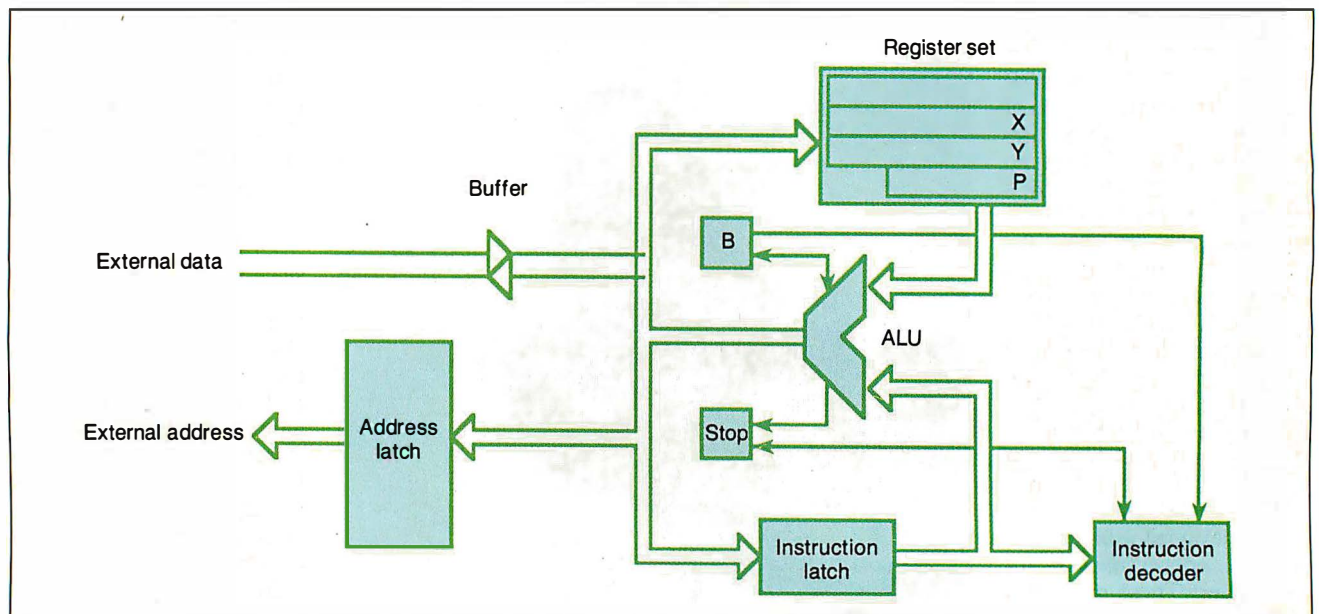 Register set
X
Y
P
Buffer
B
External data
ALU
External address
Address
latch
Stop
Instruction
latch
Instruction
decoder